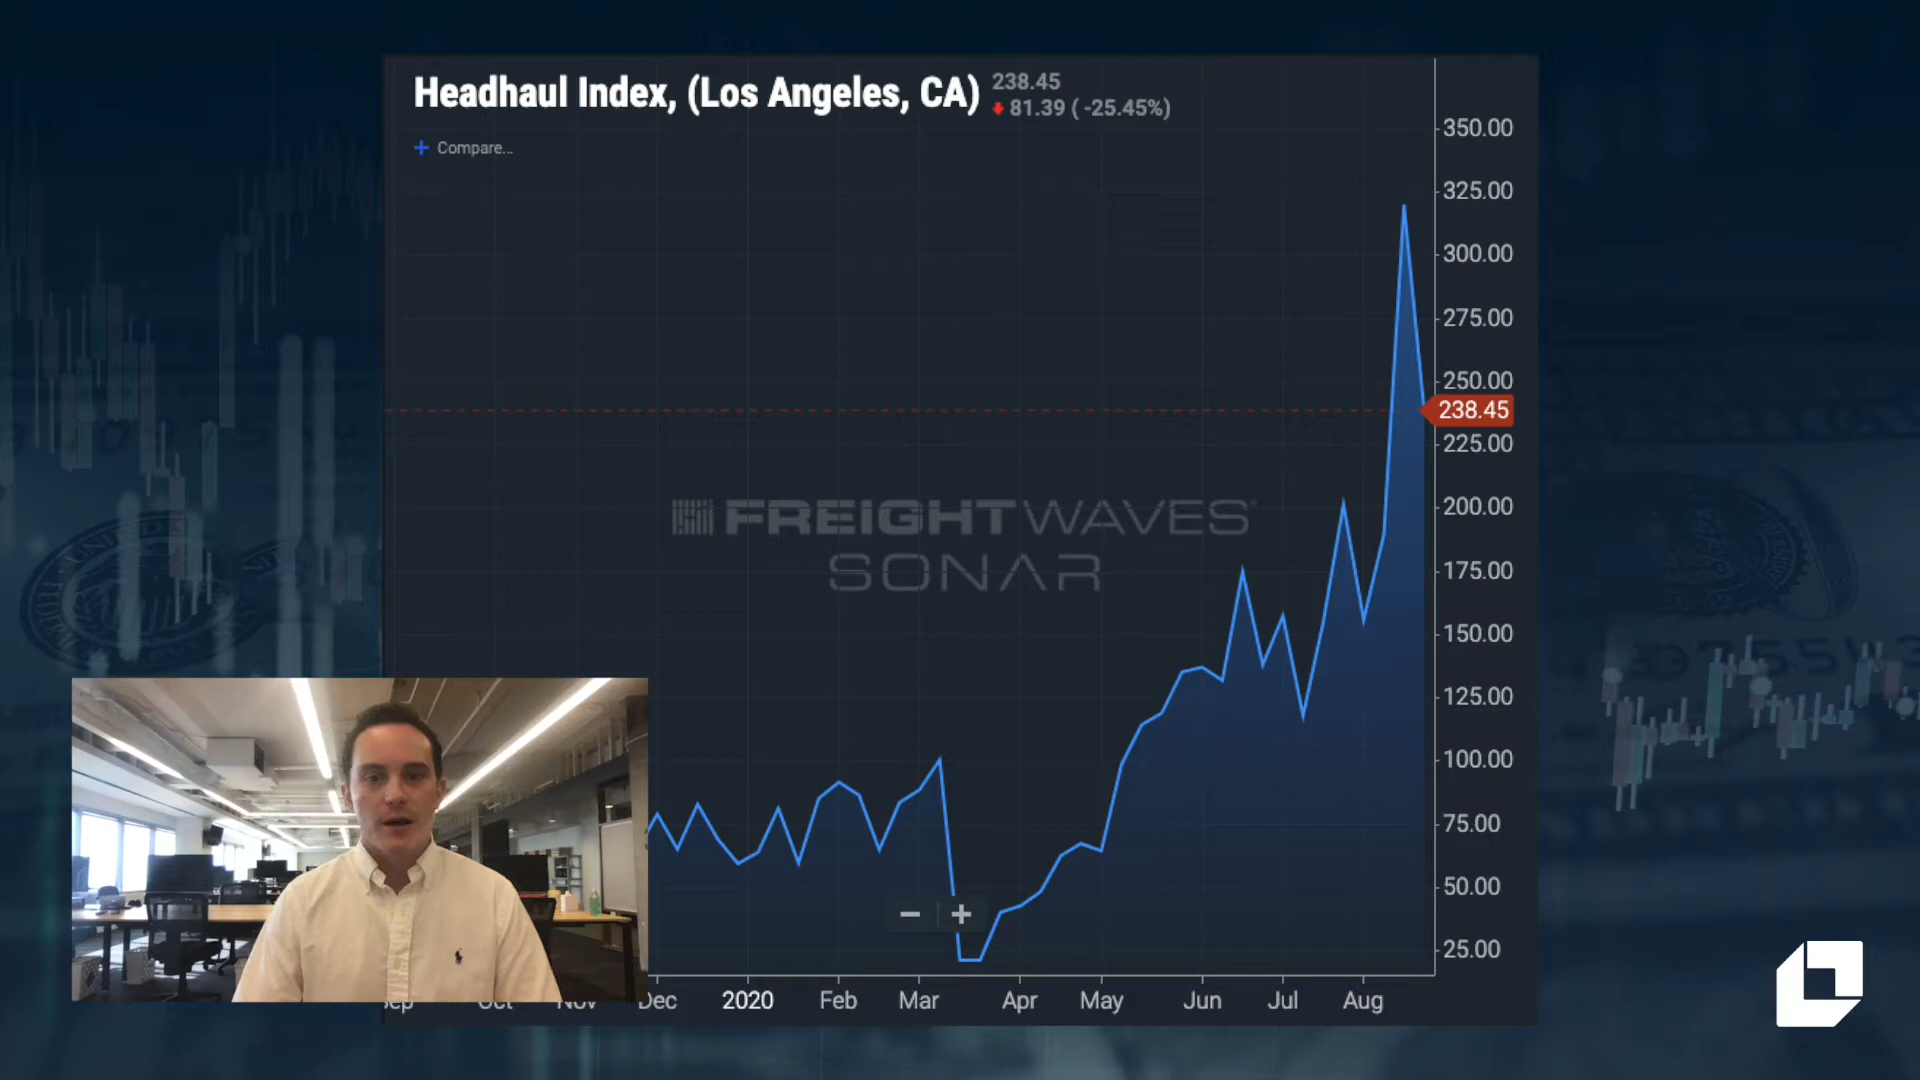 Headhaul Index, (Los Angeles, CA)
238.45
81.39 ( -25.45%)
+ Compare...
350.00
325.00
300.00
275.00
250.00
238.45
225.00
200.00
175.00
150.00
125.00
100.00
75.00
50.00
25.00
FREIGHTWAVES
SONAR
Dec 2020 Feb Mar Apr May Jun Jul Aug